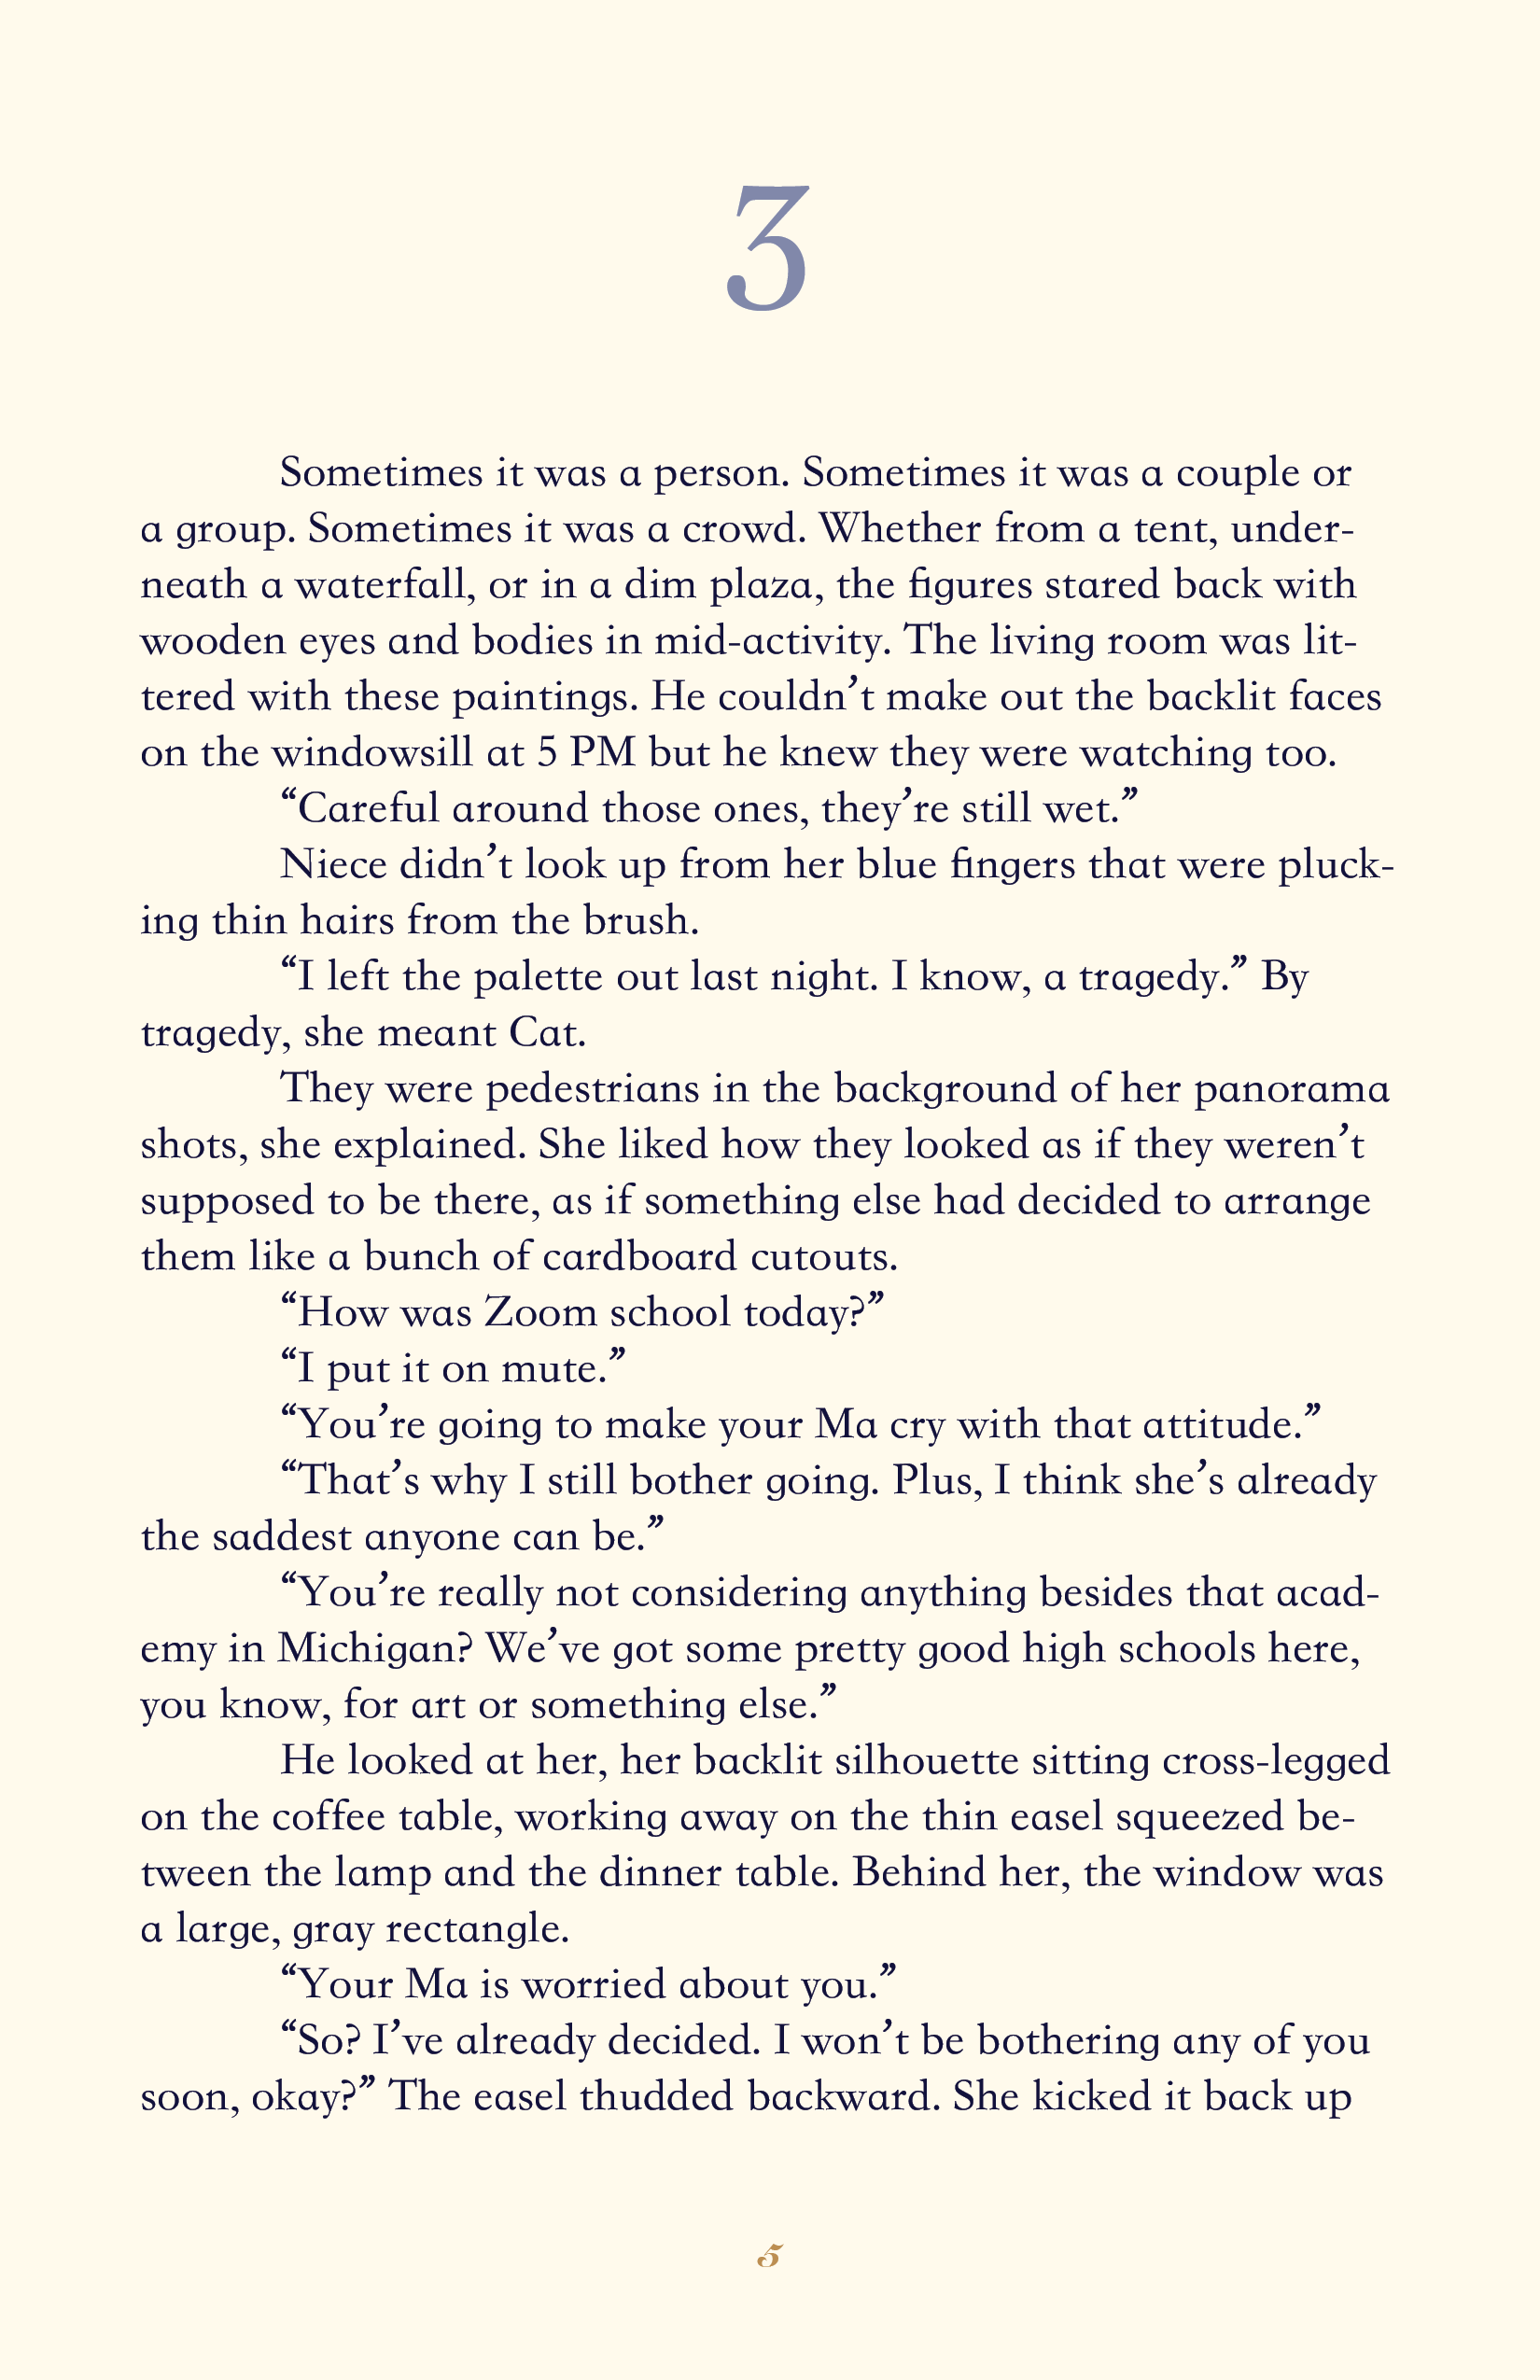 3
Sometimes it was a person. Sometimes it was a couple or
a group. Sometimes it was a crowd. Whether from a tent, under-
neath a waterfall, or in a dim plaza, the figures stared back with
wooden eyes and bodies in mid-activity. The living room was lit-
tered with these paintings. He couldn’t make out the backlit faces
on the windowsill at 5 PM but he knew they were watching too.
“Careful around those ones, they’re still wet.”
Niece didn’t look up from her blue fingers that were pluck-
ing thin hairs from the brush.
“I left the palette out last night. I know, a tragedy.” By
tragedy, she meant Cat.
They were pedestrians in the background of her panorama
shots, she explained. She liked how they looked as if they weren’t
supposed to be there, as if something else had decided to arrange
them like a bunch of cardboard cutouts.
“How was Zoom school today?”
“I put it on mute.”
“You’re going to make your Ma cry with that attitude.”
“That’s why I still bother going. Plus, I think she’s already
the saddest anyone can be.”
“You’re really not considering anything besides that acad-
emy in Michigan? We’ve got some pretty good high schools here,
you know, for art or something else.”
He looked at her, her backlit silhouette sitting cross-legged
on the coffee table, working away on the thin easel squeezed be-
tween the lamp and the dinner table. Behind her, the window was
a large, gray rectangle.
“Your Ma is worried about you.”
“So? I’ve already decided. I won’t be bothering any of you
soon, okay?” The easel thudded backward. She kicked it back up
5